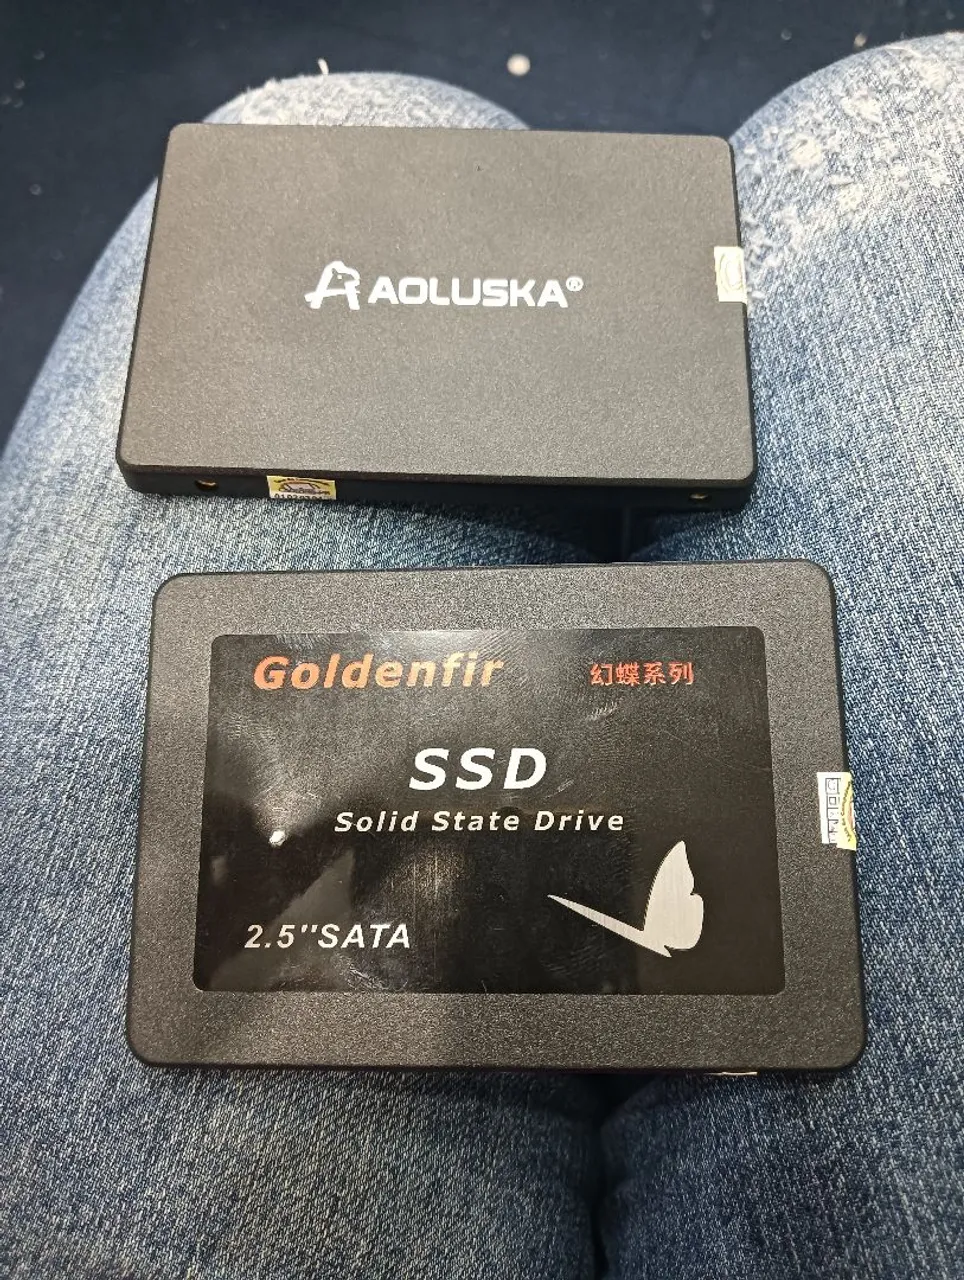 AOLUSKA®
Goldenfir 幻蝶系列
SSD
Solid State Drive
2.5''SATA